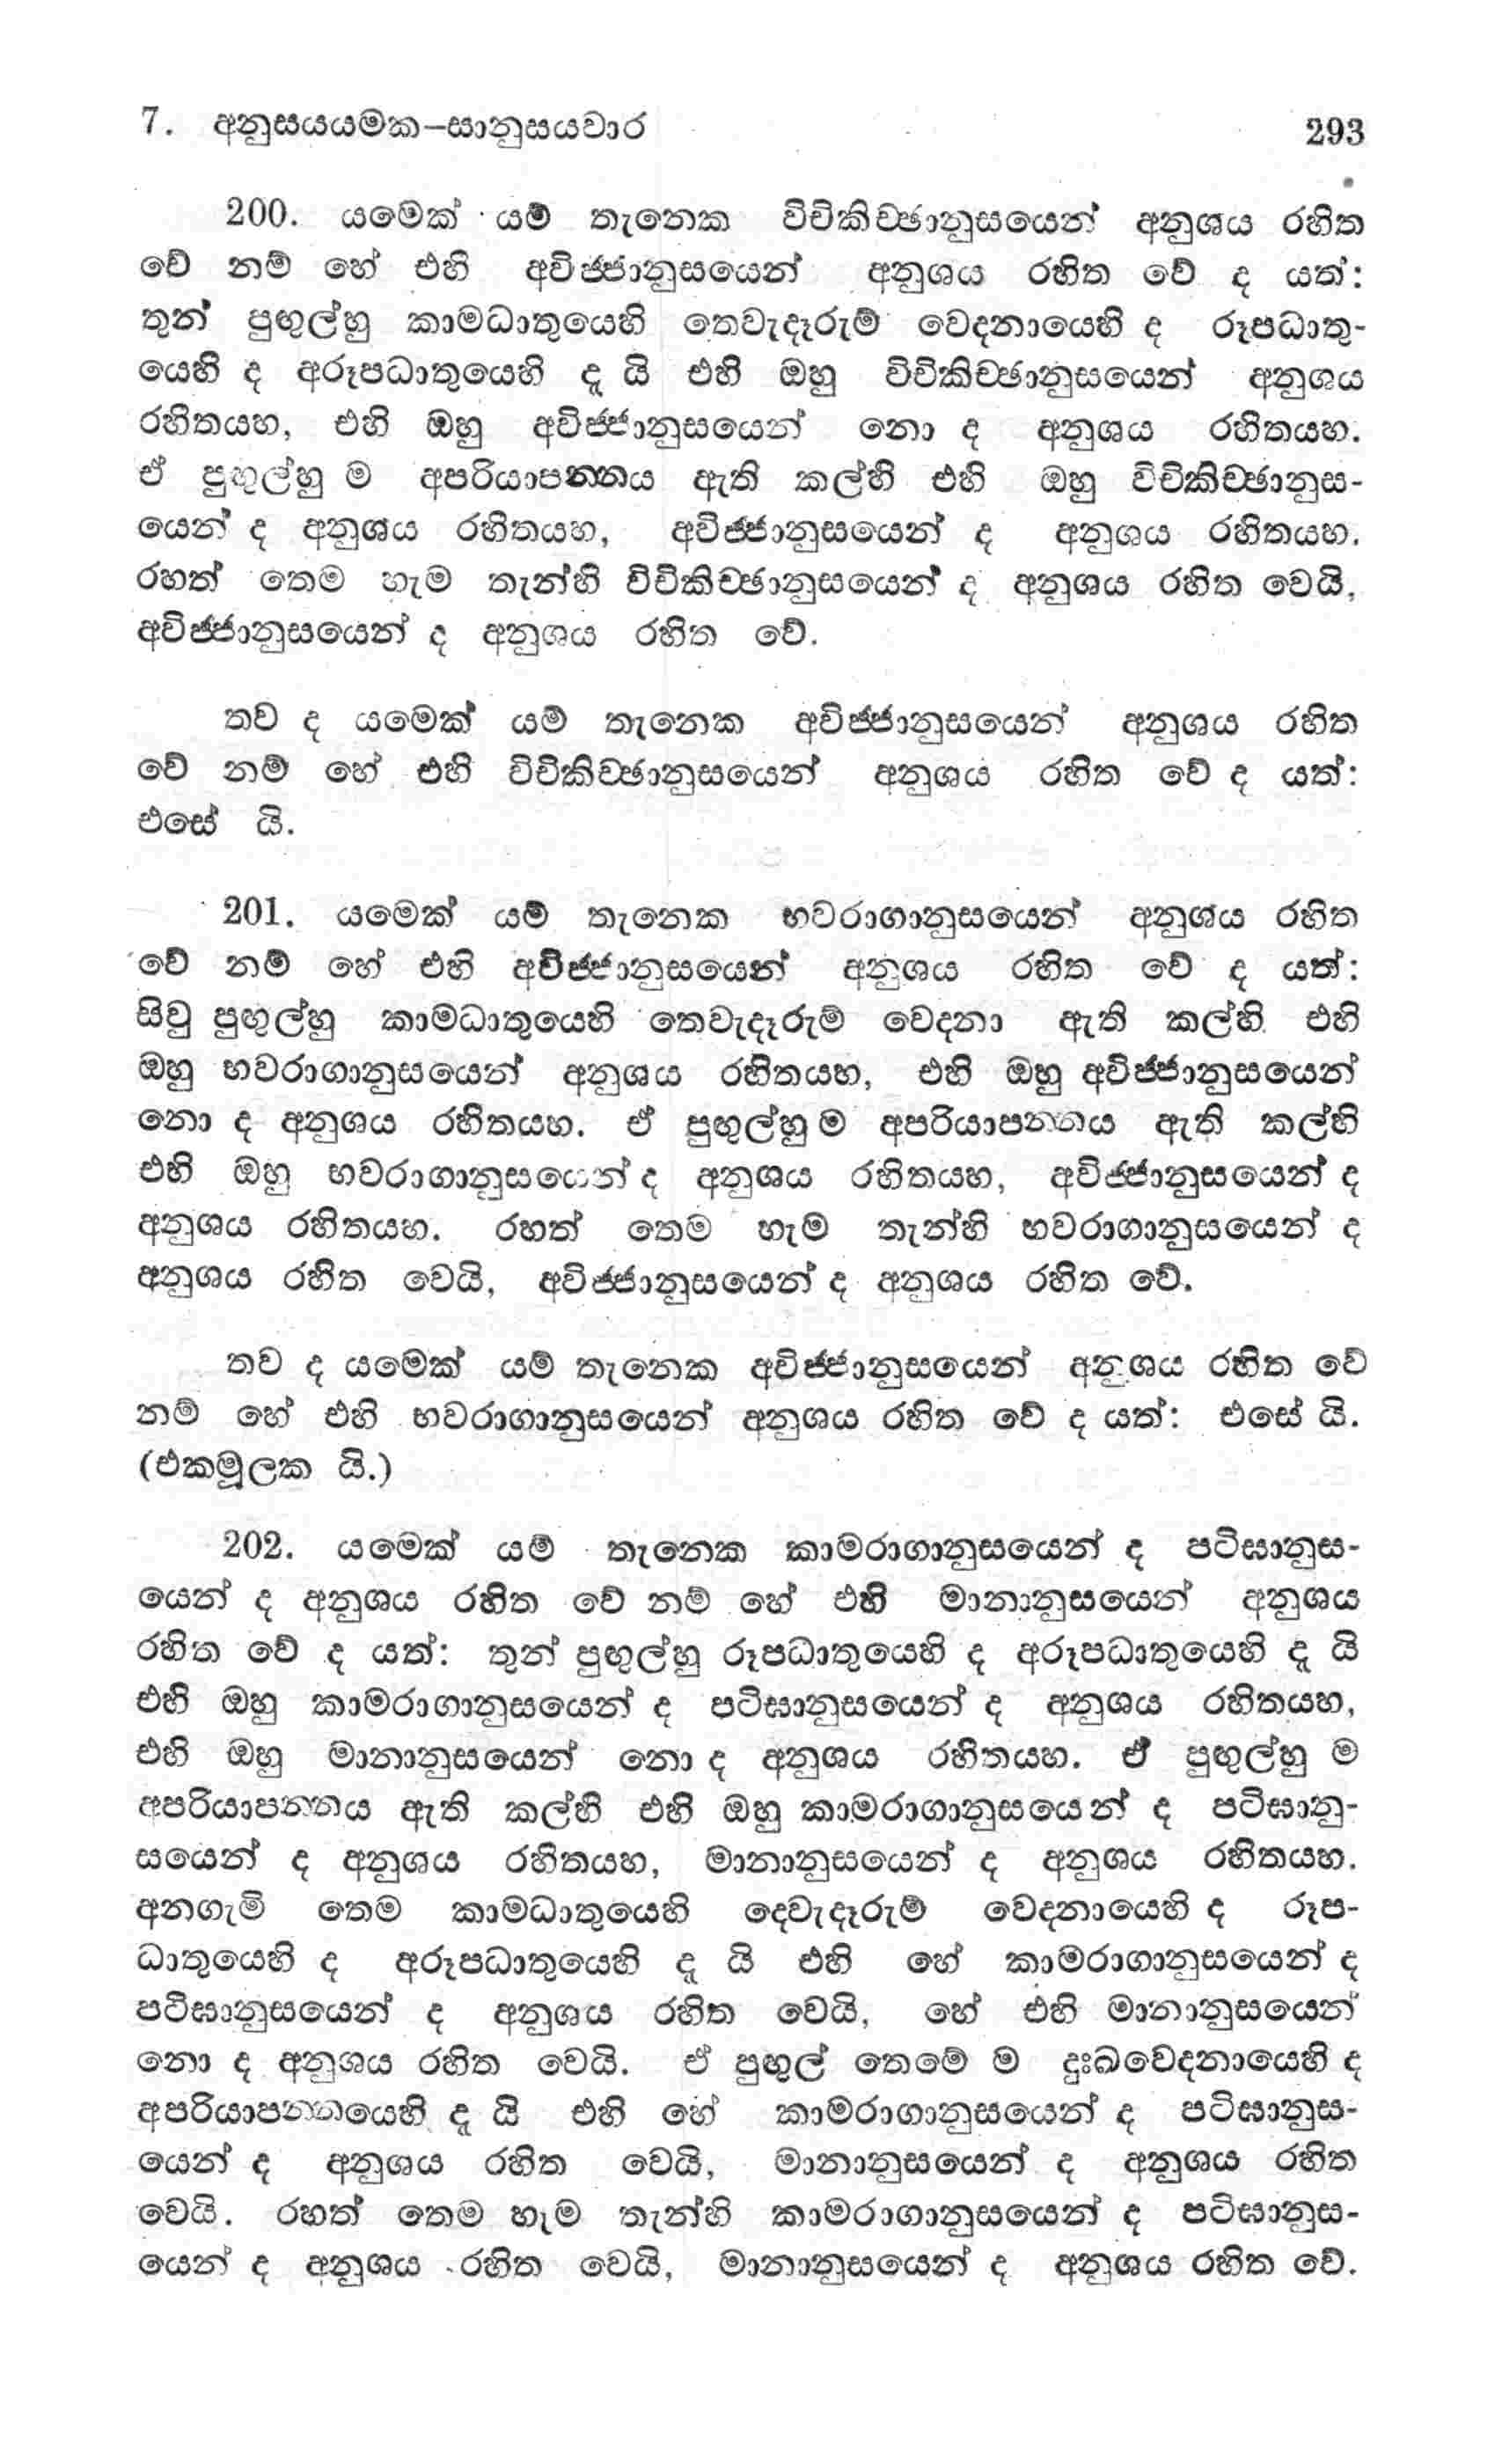 7. අනුසයයමක–සානුසයවාර 293
200. යමෙක් යම් තැනෙක විචිකිච්ඡානුසයෙන් අනුශය රහිත
වේ නම් හේ එහි අවිජ්ජානුසයෙන් අනුශය රහිත වේ ද යත්:
තුන් පුඟුල්හු කාමධාතුයෙහි තෙවැදෑරුම් වෙදනායෙහි ද රූපධාතු-
යෙහි ද අරූපධාතුයෙහි දූ යි එහි ඔහු විචිකිච්ඡානුසයෙන් අනුශය
රහිතයහ, එහි ඔහු අවිජ්ජානුසයෙන් නො ද අනුශය රහිතයහ.
ඒ පුඟුල්හු ම අපරියාපන්නය ඇති කල්හි එහි ඔහු විචිකිච්ඡානුස-
යෙන් ද අනුශය රහිතයහ, අවිජ්ජානුසයෙන් ද අනුශය රහිතයහ.
රහත් තෙම හැම තැන්හි විචිකිච්ඡානුසයෙන් ද අනුශය රහිත වෙයි,
අවිජ්ජානුසයෙන් ද අනුශය රහිත වේ.
තව ද යමෙක් යම් තැනෙක අවිජ්ජානුසයෙන් අනුශය රහිත
වේ නම් හේ එහි විචිකිච්ඡානුසයෙන් අනුශය රහිත වේ ද යත්:
එසේ යි.
201. යමෙක් යම් තැනෙක භවරාගානුසයෙන් අනුශය රහිත
වේ නම් හේ එහි අවිජ්ජානුසයෙන් අනුශය රහිත වේ ද යත්:
සිවු පුඟුල්හු කාමධාතුයෙහි තෙවැදෑරුම් වෙදනා ඇති කල්හි එහි
ඔහු භවරාගානුසයෙන් අනුශය රහිතයහ, එහි ඔහු අවිජ්ජානුසයෙන්
නො ද අනුශය රහිතයහ. ඒ පුඟුල්හු ම අපරියාපන්නය ඇති කල්හි
එහි ඔහු භවරාගානුසයෙන් ද අනුශය රහිතයහ, අවිජ්ජානුසයෙන් ද
අනුශය රහිතයහ. රහත් තෙම හැම තැන්හි භවරාගානුසයෙන් ද
අනුශය රහිත වෙයි, අවිජ්ජානුසයෙන් ද අනුශය රහිත වේ.
තව ද යමෙක් යම් තැනෙක අවිජ්ජානුසයෙන් අනුශය රහිත වේ
නම් හේ එහි භවරාගානුසයෙන් අනුශය රහිත වේ ද යත්: එසේ යි.
(එකමූලක යි.)
202. යමෙක් යම් තැනෙක කාමරාගානුසයෙන් ද පටිඝානුස-
යෙන් ද අනුශය රහිත වේ නම් හේ එහි මානානුසයෙන් අනුශය
රහිත වේ ද යත්: තුන් පුඟුල්හු රූපධාතුයෙහි ද අරූපධාතුයෙහි දූ යි
එහි ඔහු කාමරාගානුසයෙන් ද පටිඝානුසයෙන් ද අනුශය රහිතයහ,
එහි ඔහු මානානුසයෙන් නො ද අනුශය රහිතයහ. ඒ පුඟුල්හු ම
අපරියාපන්නය ඇති කල්හි එහි ඔහු කාමරාගානුසයෙන් ද පටිඝානු-
සයෙන් ද අනුශය රහිතයහ, මානානුසයෙන් ද අනුශය රහිතයහ.
අනගැමි තෙම කාමධාතුයෙහි දෙවැදෑරුම් වෙදනායෙහි ද රූප-
ධාතුයෙහි ද අරූපධාතුයෙහි දූ යි එහි හේ කාමරාගානුසයෙන් ද
පටිඝානුසයෙන් ද අනුශය රහිත වෙයි, හේ එහි මානානුසයෙන්
නො ද අනුශය රහිත වෙයි. ඒ පුඟුල් තෙමේ ම දුඃඛවෙදනායෙහි ද
අපරියාපන්නයෙහි දූ යි එහි හේ කාමරාගානුසයෙන් ද පටිඝානුස-
යෙන් ද අනුශය රහිත වෙයි, මානානුසයෙන් ද අනුශය රහිත
වෙයි. රහත් තෙම හැම තැන්හි කාමරාගානුසයෙන් ද පටිඝානුස-
යෙන් ද අනුශය රහිත වෙයි, මානානුසයෙන් ද අනුශය රහිත වේ.